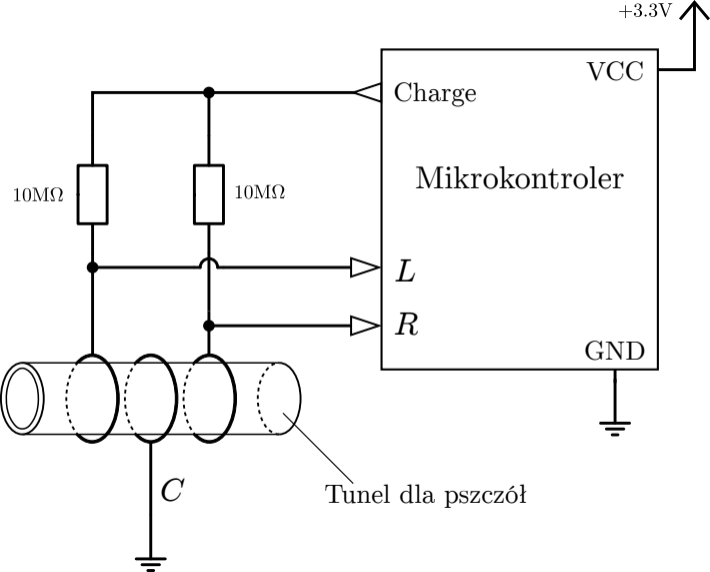 +3.3V
VCC
Charge
Mikrokontroler
10MΩ
10MΩ
L
R
GND
C
Tunel dla pszczół